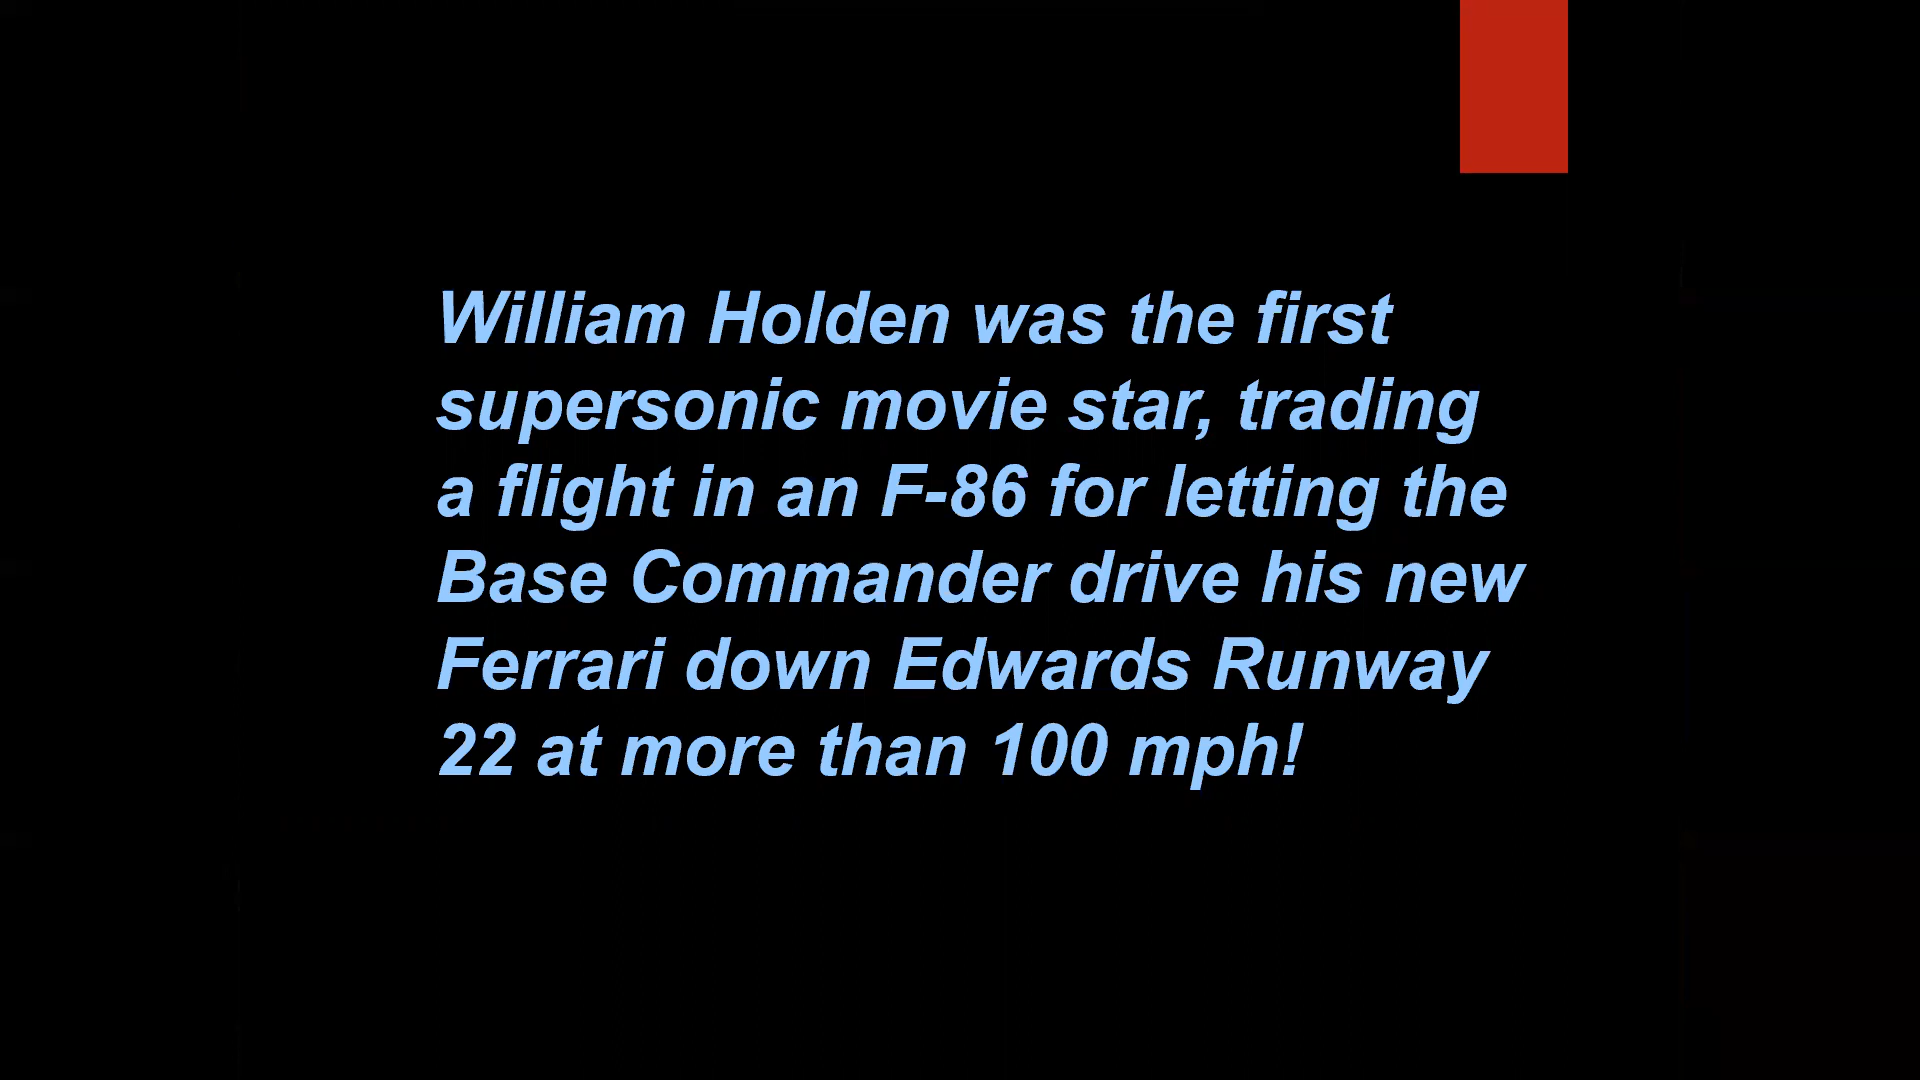 William Holden was the first
supersonic movie star, trading
a flight in an F-86 for letting the
Base Commander drive his new
Ferrari down Edwards Runway
22 at more than 100 mph!